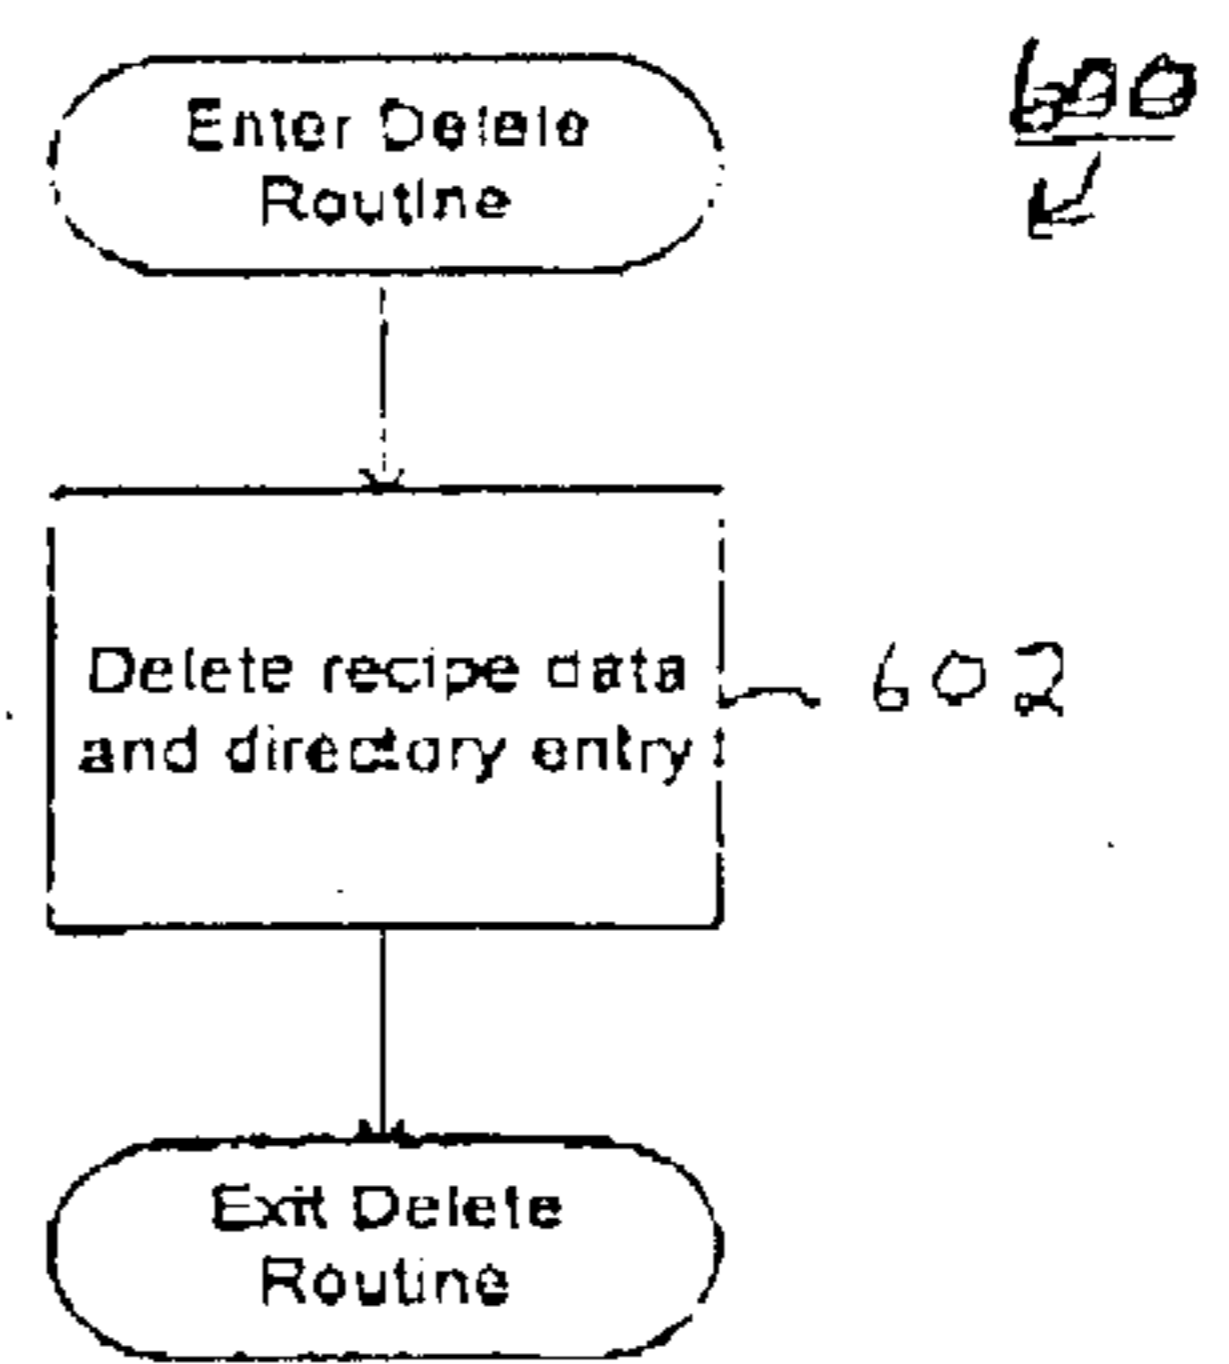 Enter Delete
Routine
600
Delete recipe data
and directory entry
602
Exit Delete
Routine